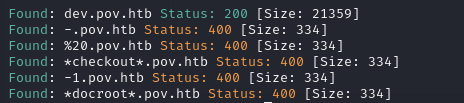 Found: dev.pov.htb Status: 200 [Size: 21359]
Found: -.pov.htb Status: 400 [Size: 334]
Found: %20.pov.htb Status: 400 [Size: 334]
Found: *checkout*.pov.htb Status: 400 [Size: 334]
Found: -1.pov.htb Status: 400 [Size: 334]
Found: *docroot*.pov.htb Status: 400 [Size: 334]